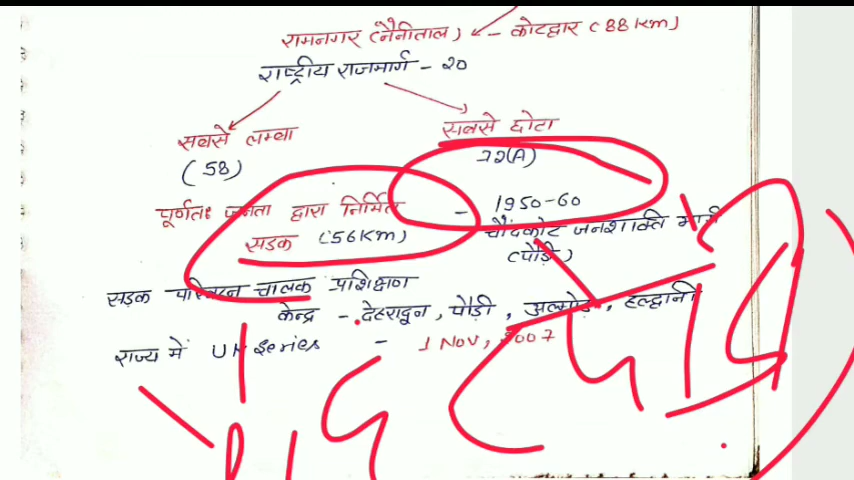 रामनगर (नैनीताल) - कोटद्वार (88 Km)
राष्ट्रीय राजमार्ग - 20
सबसे लम्बा
(58)
सबसे छोटा
72(A)
पूर्णतः जनता द्वारा निर्मित सड़क (56Km) - 1950-60
चौंदकोट जनशक्ति मार्ग
(पौड़ी)
सड़क परिवहन चालक प्रशिक्षण
केन्द्र - देहरादून, पौड़ी, अल्मोड़ा, हल्द्वानी
राज्य में UK Series - 1 Nov, 2007